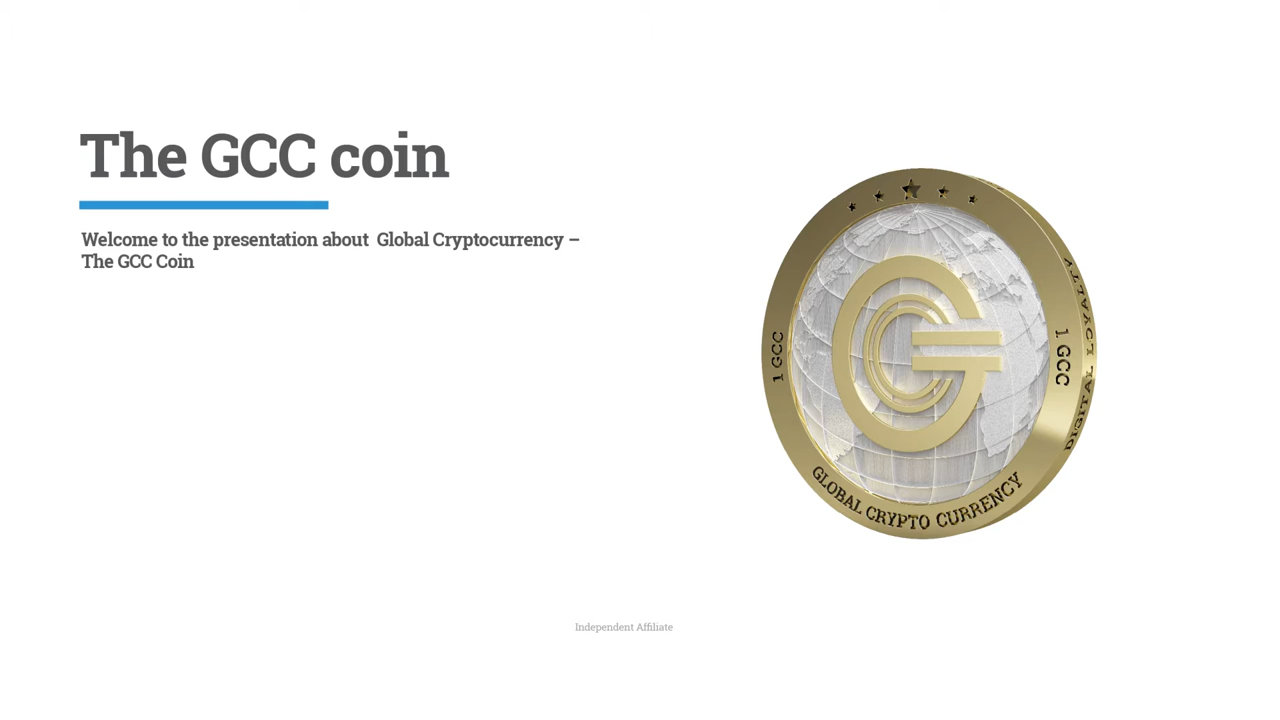 The GCC coin
Welcome to the presentation about Global Cryptocurrency –
The GCC Coin
1 GCC
1 GCC
DIGITAL LOYALTY
GLOBAL CRYPTO CURRENCY
Independent Affiliate